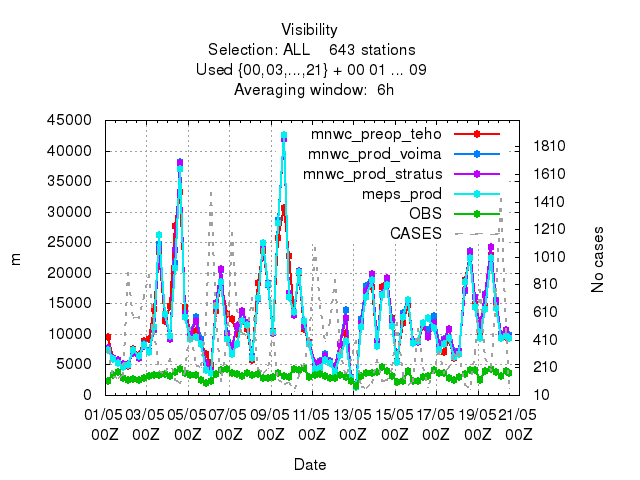 Visibility
Selection: ALL    643 stations
Used {00,03,...,21} + 00 01 ... 09
Averaging window:  6h
45000
40000
35000
30000
25000
20000
15000
10000
5000
0
m
mnwc_preop_teho
mnwc_prod_voima
mnwc_prod_stratus
meps_prod
OBS
CASES
1810
1610
1410
1210
1010
810
610
410
210
10
No cases
01/05 03/05 05/05 07/05 09/05 11/05 13/05 15/05 17/05 19/05 21/05
00Z 00Z 00Z 00Z 00Z 00Z 00Z 00Z 00Z 00Z 00Z
Date